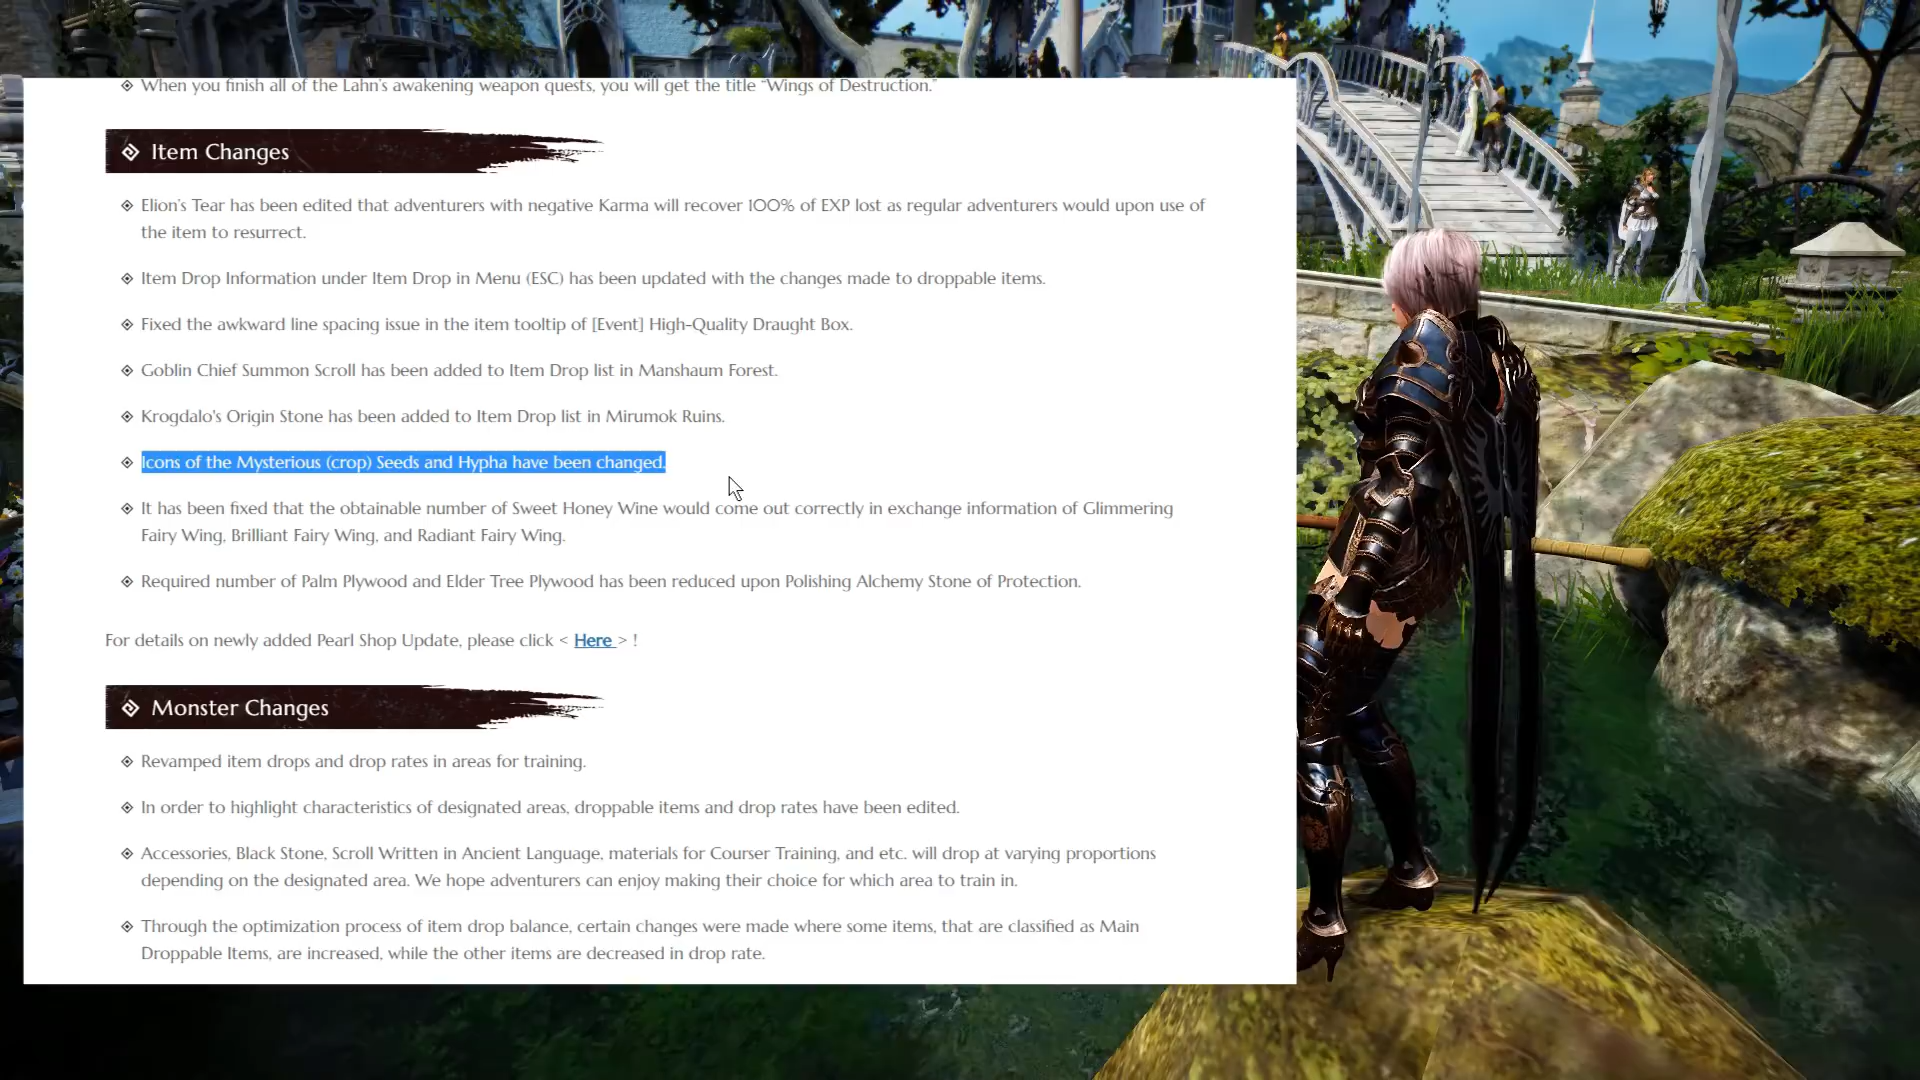 When you finish all of the Lahn's awakening weapon quests, you will get the title “Wings of Destruction.”
Item Changes
Elion's Tear has been edited that adventurers with negative Karma will recover 100% of EXP lost as regular adventurers would upon use of
the item to resurrect.
Item Drop Information under Item Drop in Menu (ESC) has been updated with the changes made to droppable items.
Fixed the awkward line spacing issue in the item tooltip of [Event] High-Quality Draught Box.
Goblin Chief Summon Scroll has been added to Item Drop list in Manshaum Forest.
Krogdalo's Origin Stone has been added to Item Drop list in Mirumok Ruins.
Icons of the Mysterious (crop) Seeds and Hypha have been changed.
It has been fixed that the obtainable number of Sweet Honey Wine would come out correctly in exchange information of Glimmering
Fairy Wing, Brilliant Fairy Wing, and Radiant Fairy Wing.
Required number of Palm Plywood and Elder Tree Plywood has been reduced upon Polishing Alchemy Stone of Protection.
For details on newly added Pearl Shop Update, please click < Here > !
Monster Changes
Revamped item drops and drop rates in areas for training.
In order to highlight characteristics of designated areas, droppable items and drop rates have been edited.
Accessories, Black Stone, Scroll Written in Ancient Language, materials for Courser Training, and etc. will drop at varying proportions
depending on the designated area. We hope adventurers can enjoy making their choice for which area to train in.
Through the optimization process of item drop balance, certain changes were made where some items, that are classified as Main
Droppable Items, are increased, while the other items are decreased in drop rate.